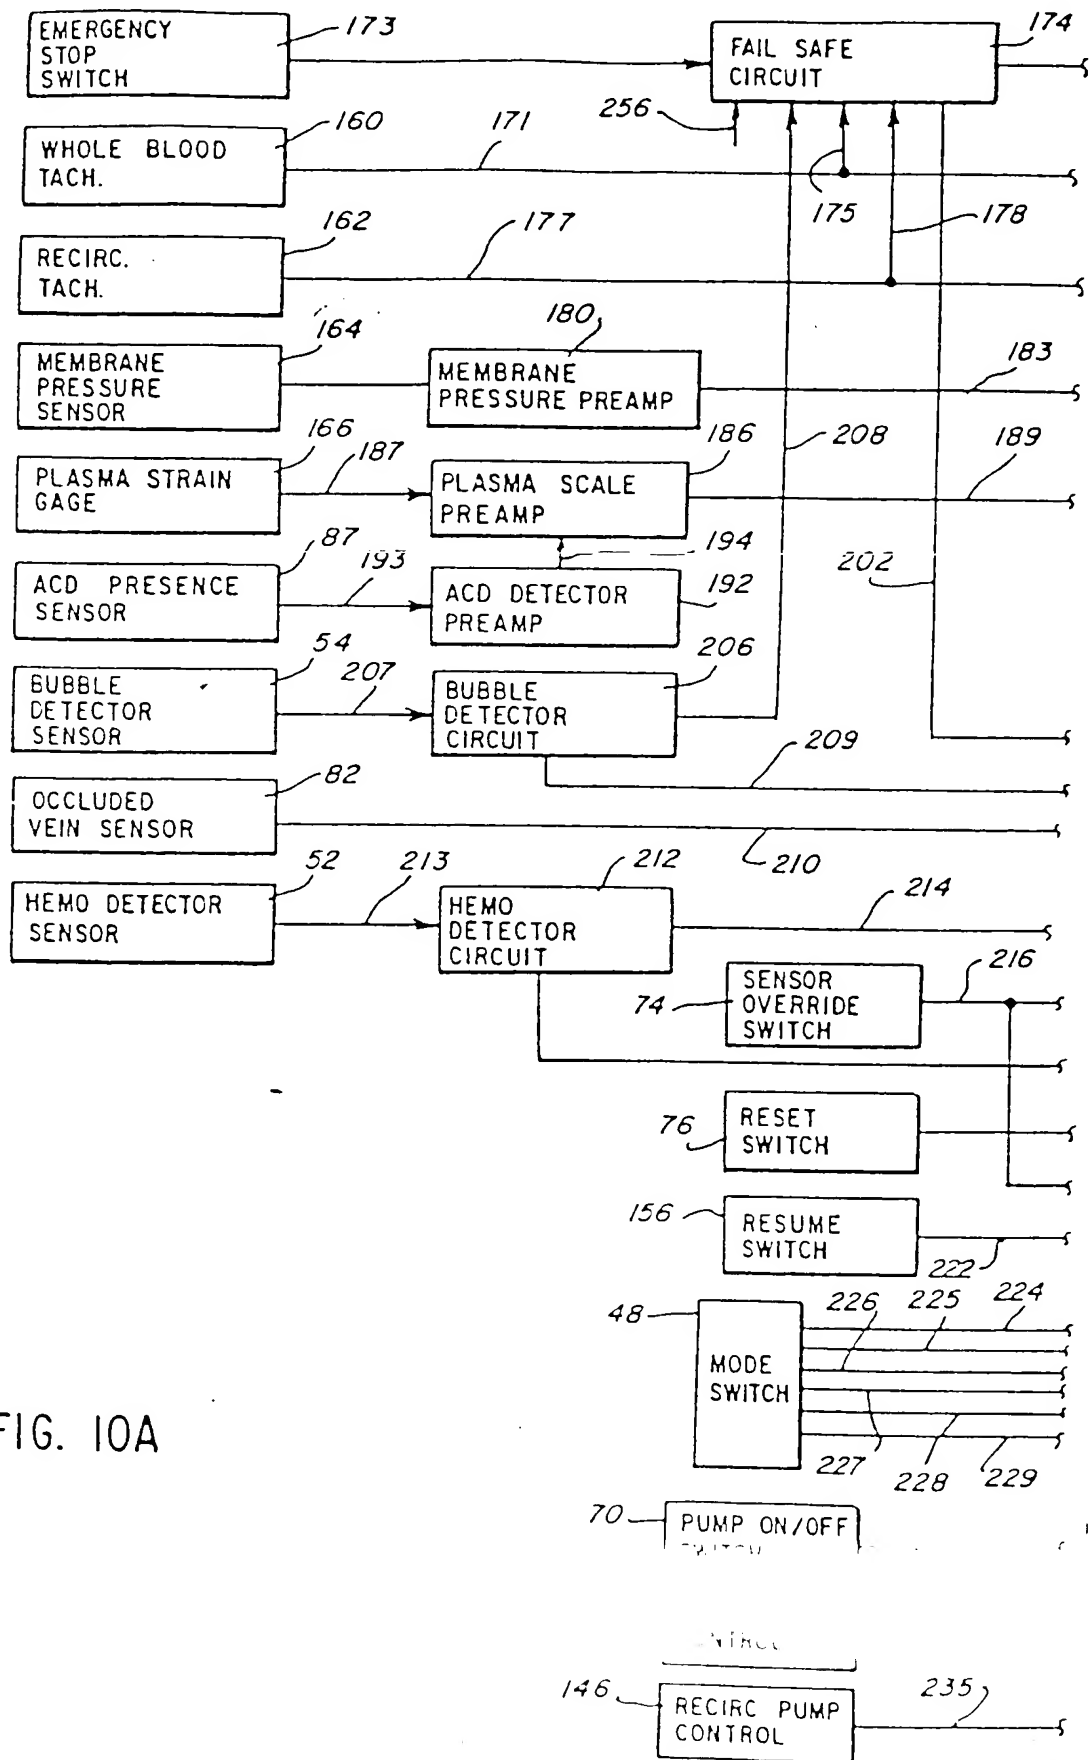 EMERGENCY
STOP
SWITCH
173
FAIL SAFE
CIRCUIT
174
256
WHOLE BLOOD
TACH.
160
171
175
178
RECIRC.
TACH.
162
177
MEMBRANE
PRESSURE
SENSOR
164
180
MEMBRANE
PRESSURE PREAMP
183
PLASMA STRAIN
GAGE
166
187
PLASMA SCALE
PREAMP
186
208
189
ACD PRESENCE
SENSOR
87
193
194
ACD DETECTOR
PREAMP
192
202
BUBBLE
DETECTOR
SENSOR
54
207
BUBBLE
DETECTOR
CIRCUIT
206
209
OCCLUDED
VEIN SENSOR
82
210
HEMO DETECTOR
SENSOR
52
213
HEMO
DETECTOR
CIRCUIT
212
214
74
SENSOR
OVERRIDE
SWITCH
216
76
RESET
SWITCH
156
RESUME
SWITCH
222
48
MODE
SWITCH
226
225
224
227
228
229
FIG. 10A
70
PUMP ON/OFF
146
RECIRC PUMP
CONTROL
235